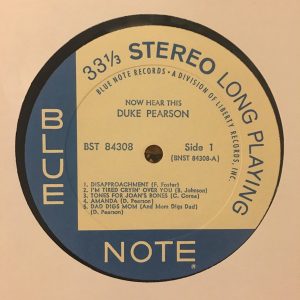 33 1/3 STEREO LONG PLAYING
BLUE NOTE RECORDS • A DIVISION OF LIBERTY RECORDS, INC.
NOW HEAR THIS
DUKE PEARSON
BST 84308
Side 1
(BNST 84308-A)
1. DISAPPROACHMENT (F. Foster)
2. I'M TIRED CRYIN' OVER YOU (B. Johnson)
3. TONES FOR JOAN'S BONES (C. Corea)
4. AMANDA (D. Pearson)
5. DAD DIGS MOM (And Mom Digs Dad)
(D. Pearson)
BLUE
NOTE